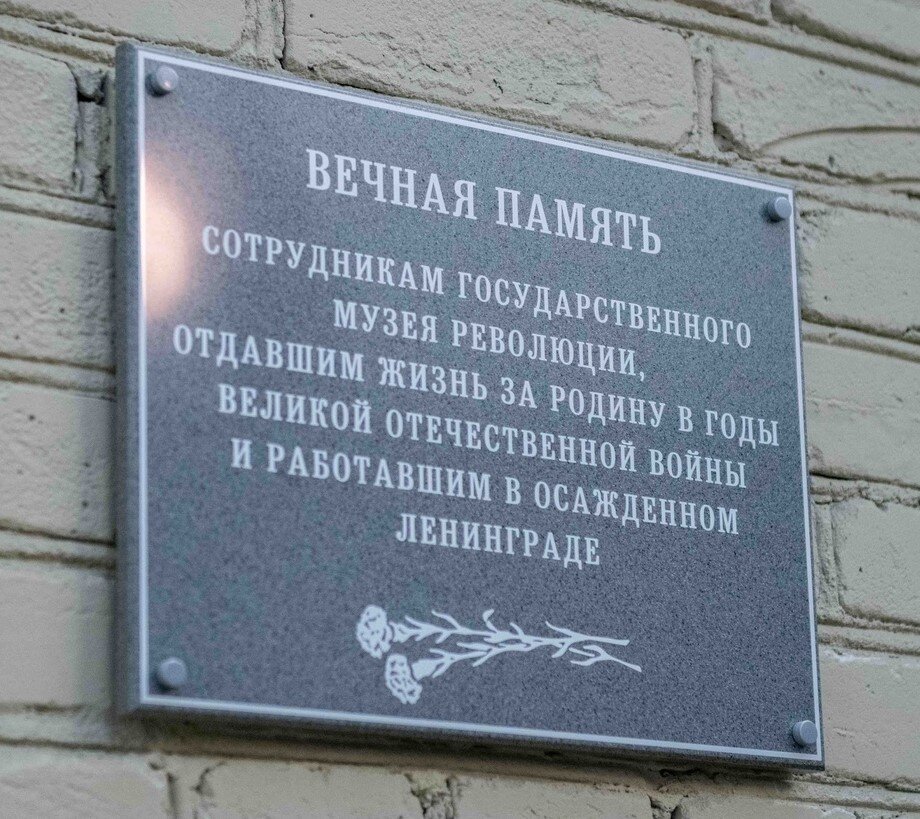 ВЕЧНАЯ ПАМЯТЬ
СОТРУДНИКАМ ГОСУДАРСТВЕННОГО
МУЗЕЯ РЕВОЛЮЦИИ,
ОТДАВШИМ ЖИЗНЬ ЗА РОДИНУ В ГОДЫ
ВЕЛИКОЙ ОТЕЧЕСТВЕННОЙ ВОЙНЫ
И РАБОТАВШИМ В ОСАЖДЕННОМ
ЛЕНИНГРАДЕ